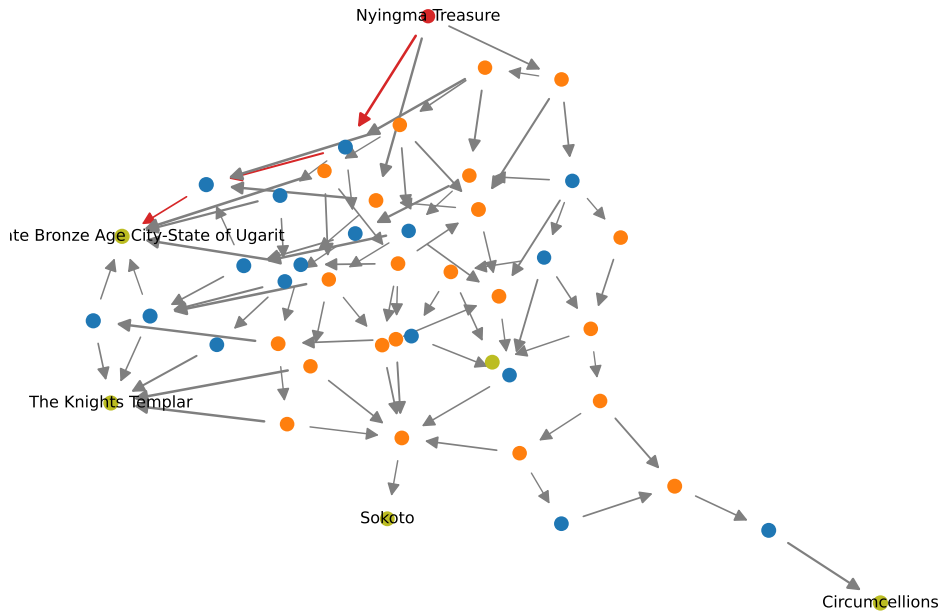 Nyingma Treasure
ate Bronze Age City-State of Ugarit
The Knights Templar
Sokoto
Circumcellions